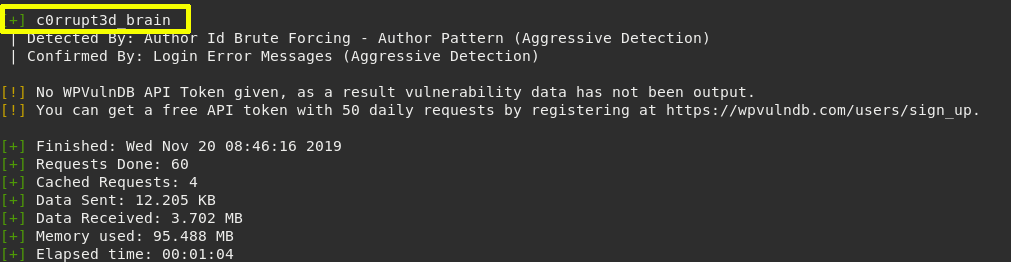 [+] c0rrupt3d_brain
| Detected By: Author Id Brute Forcing - Author Pattern (Aggressive Detection)
| Confirmed By: Login Error Messages (Aggressive Detection)
[!] No WPVulnDB API Token given, as a result vulnerability data has not been output.
[!] You can get a free API token with 50 daily requests by registering at https://wpvulndb.com/users/sign_up.
[+] Finished: Wed Nov 20 08:46:16 2019
[+] Requests Done: 60
[+] Cached Requests: 4
[+] Data Sent: 12.205 KB
[+] Data Received: 3.702 MB
[+] Memory used: 95.488 MB
[+] Elapsed time: 00:01:04